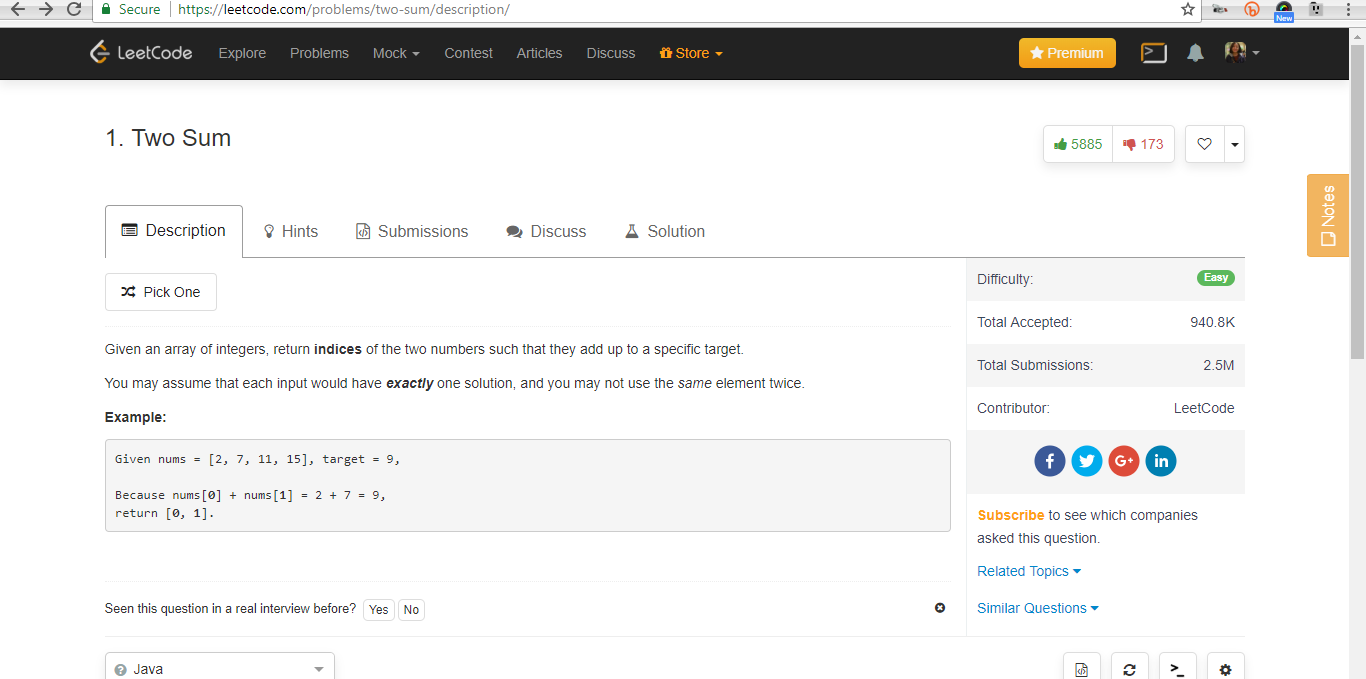 Secure https://leetcode.com/problems/two-sum/description/
New
LeetCode Explore Problems Mock Contest Articles Discuss Store Premium
1. Two Sum
5885 173
Notes
Description Hints Submissions Discuss Solution
Pick One
Given an array of integers, return indices of the two numbers such that they add up to a specific target.
You may assume that each input would have exactly one solution, and you may not use the same element twice.
Example:
Given nums = [2, 7, 11, 15], target = 9,
Because nums[0] + nums[1] = 2 + 7 = 9,
return [0, 1].
Seen this question in a real interview before? Yes No
Java
Difficulty: Easy
Total Accepted: 940.8K
Total Submissions: 2.5M
Contributor: LeetCode
f G+ in
Subscribe to see which companies
asked this question.
Related Topics
Similar Questions